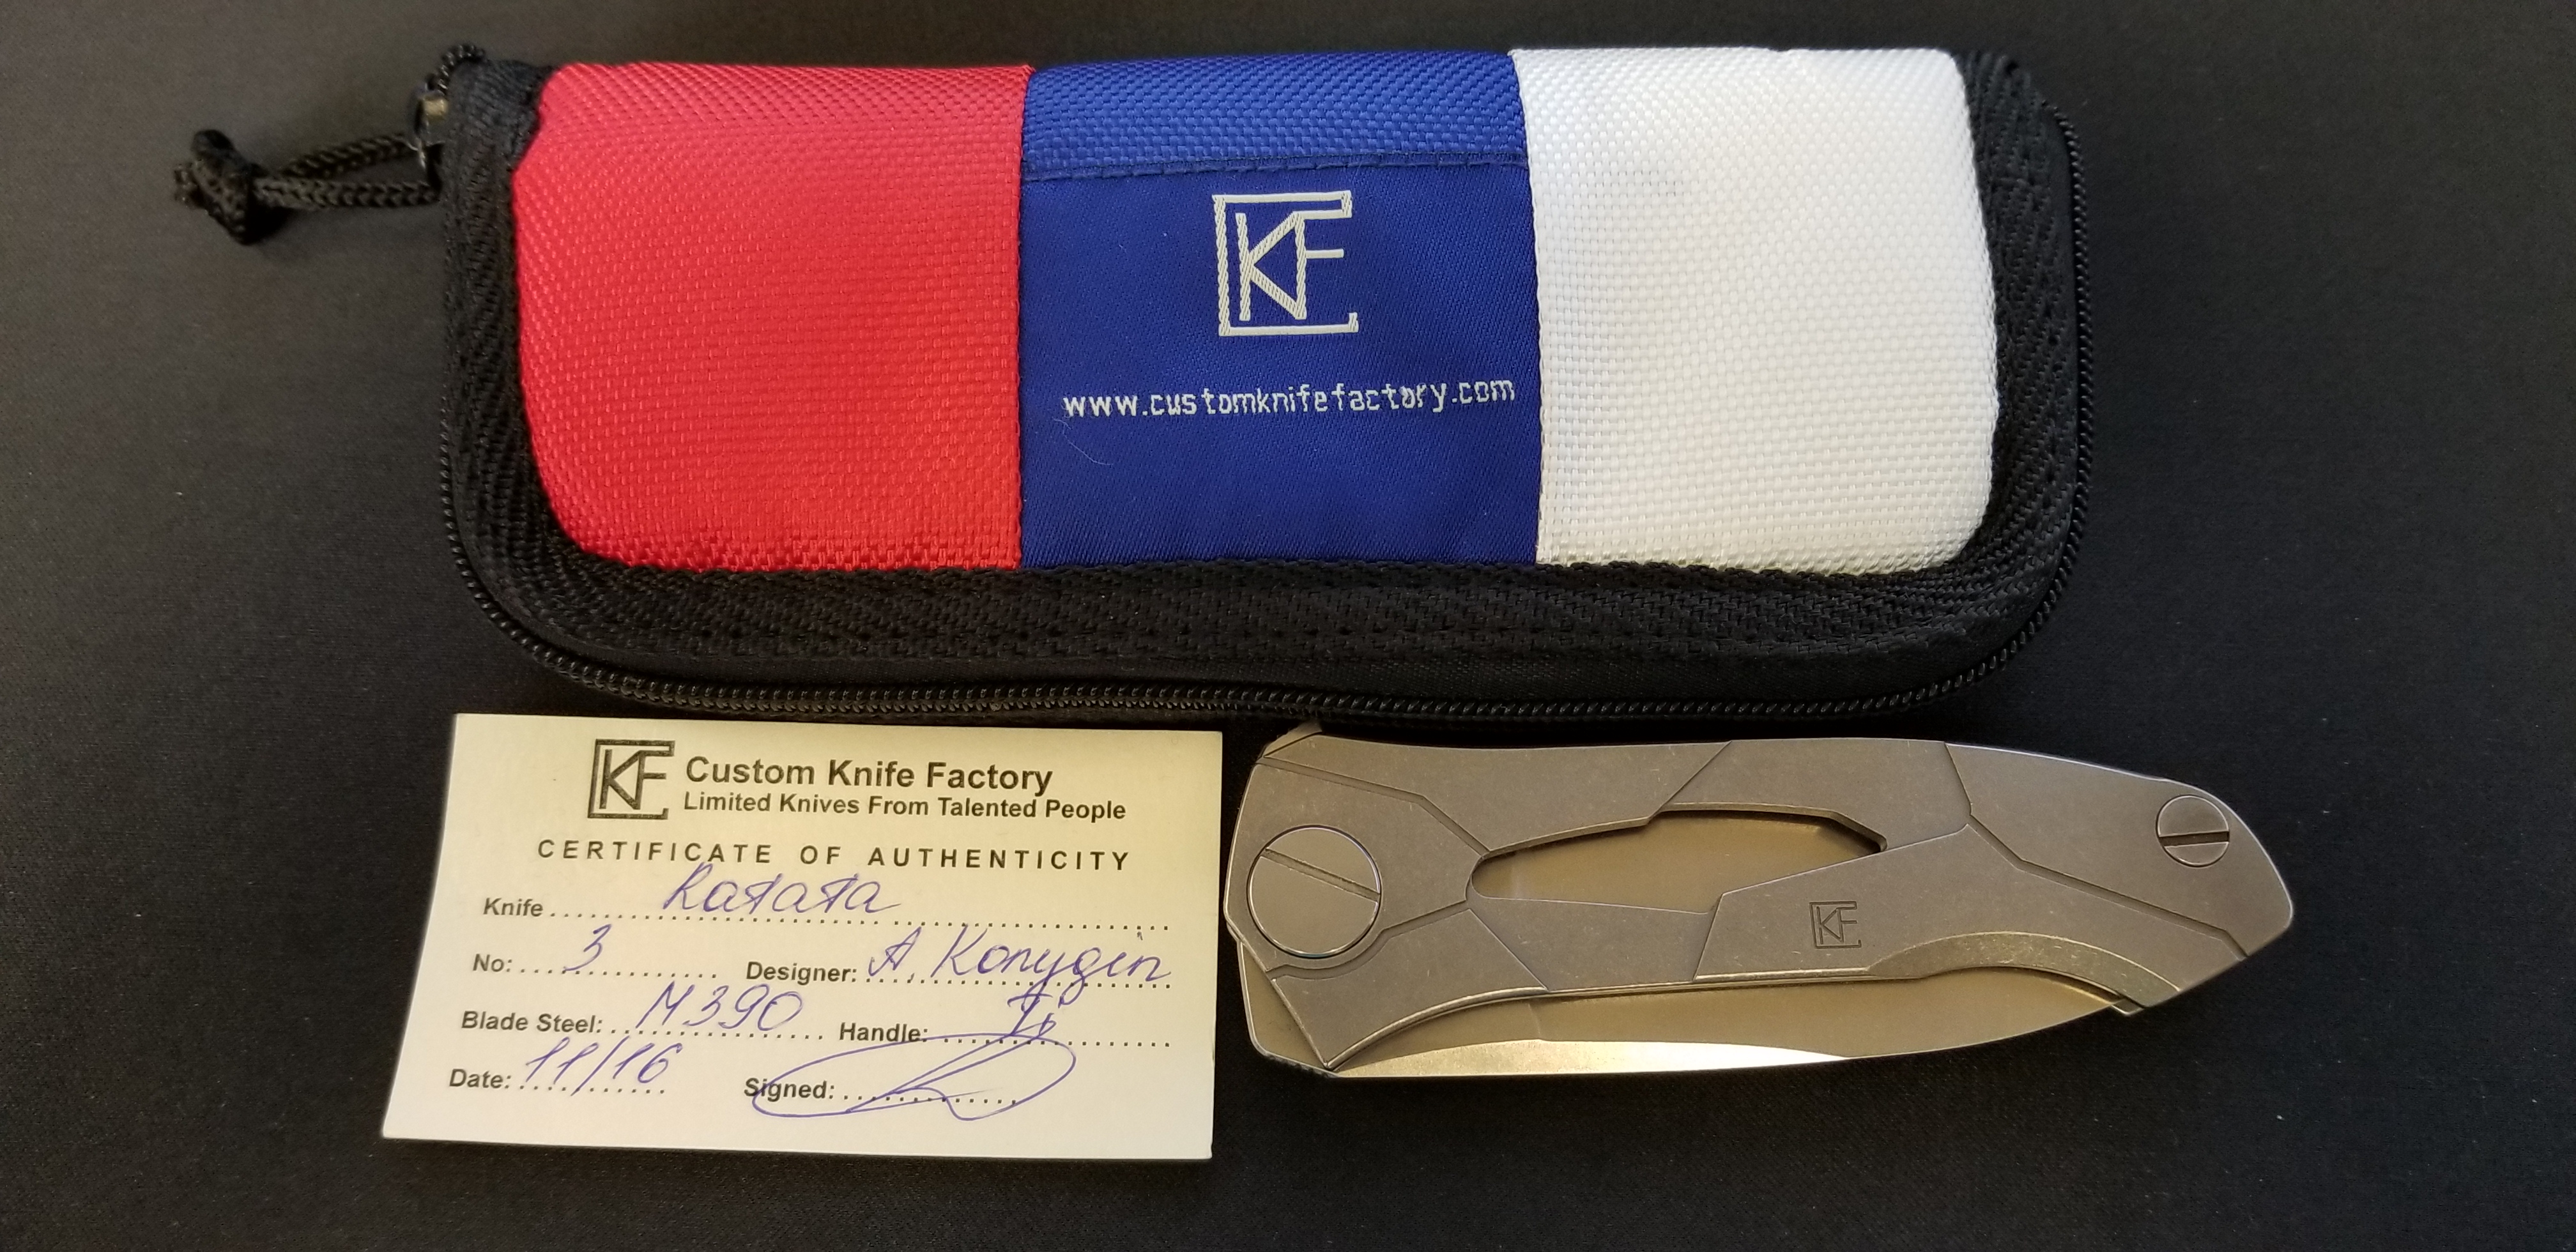 CKF
www.customknifefactory.com
CKF Custom Knife Factory
Limited Knives From Talented People
CERTIFICATE OF AUTHENTICITY
Knife Ratata
No: 3 Designer: A. Konygin
Blade Steel: M390 Handle: Ti
Date: 11/16 Signed:
CKF